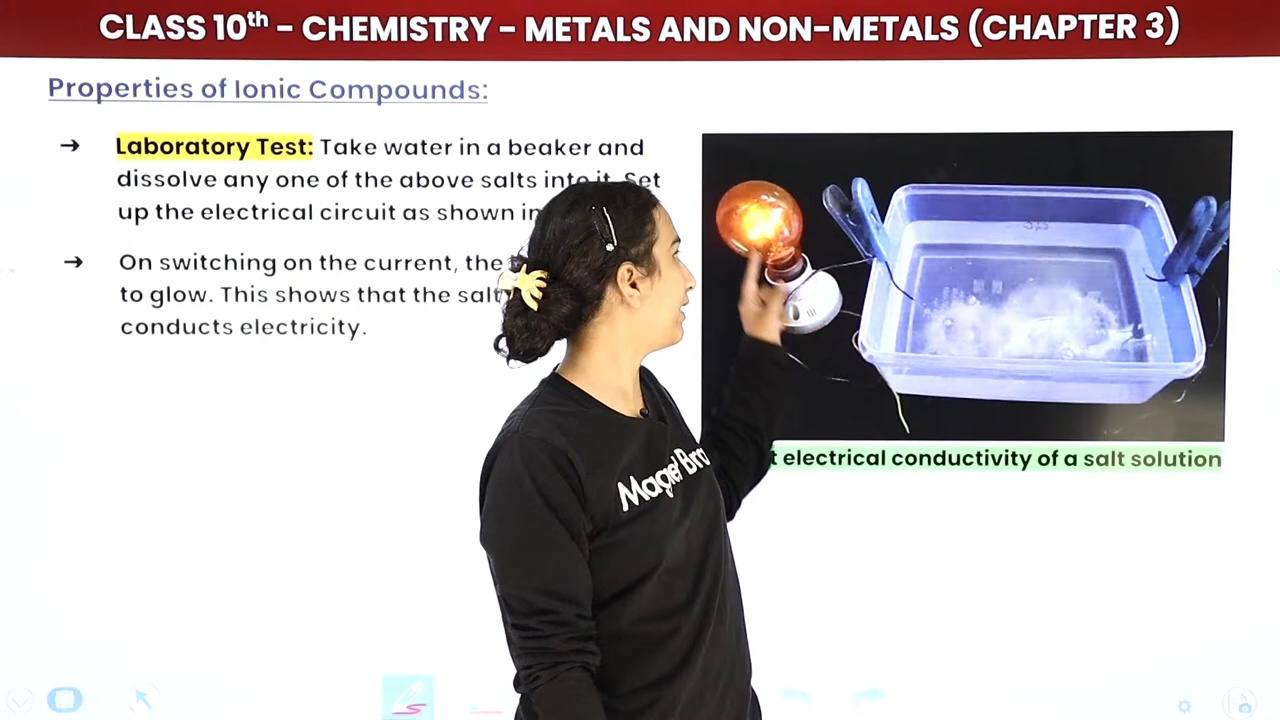 CLASS 10th - CHEMISTRY - METALS AND NON-METALS (CHAPTER 3)
Properties of Ionic Compounds:
→ Laboratory Test: Take water in a beaker and
dissolve any one of the above salts into it. Set
up the electrical circuit as shown in
→ On switching on the current, the
to glow. This shows that the salt
conducts electricity.
t electrical conductivity of a salt solution
Magnet Bro